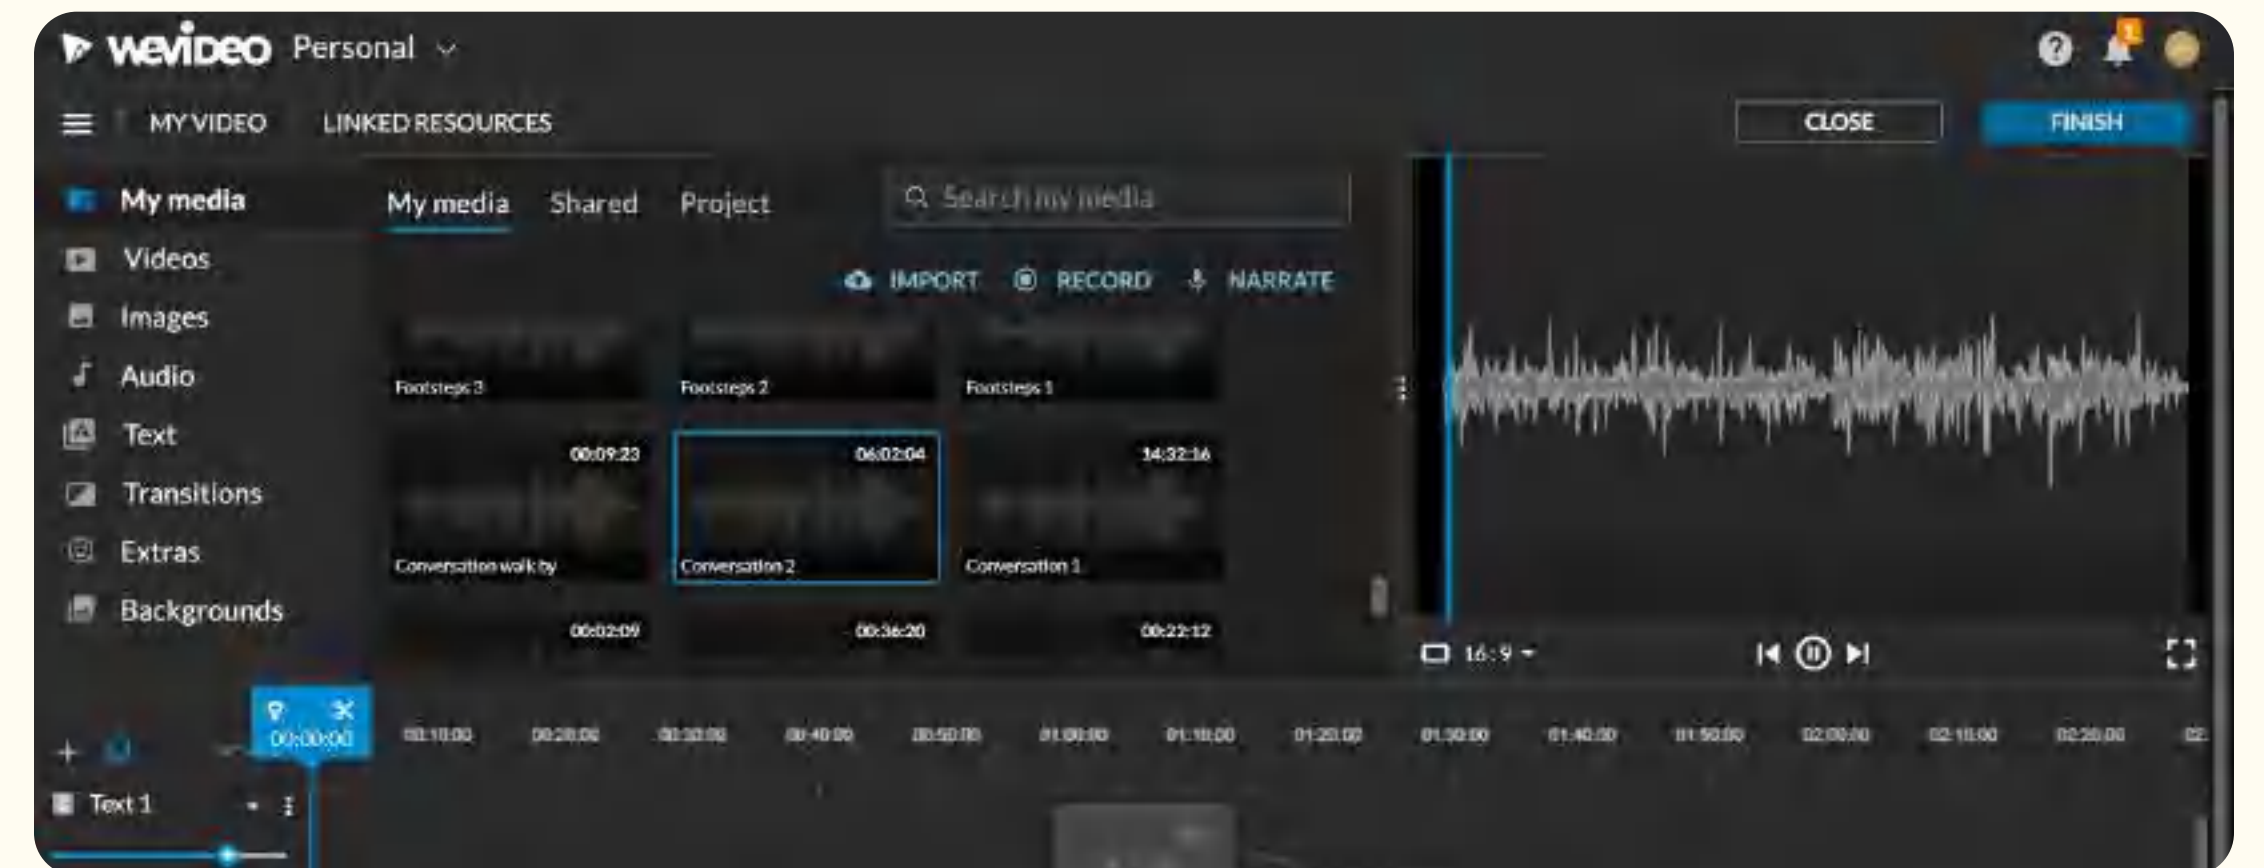 WEVIDEO Personal
1
MY VIDEO LINKED RESOURCES CLOSE FINISH
My media
Videos
Images
Audio
Text
Transitions
Extras
Backgrounds
My media Shared Project Search my media
IMPORT RECORD NARRATE
Footsteps 3 Footsteps 2 Footsteps 1
00:09:23 06:02:04 14:32:16
Conversation walk by Conversation 2 Conversation 1
00:02:09 00:36:20 00:22:12
16:9
00:00:00 00:10:00 00:20:00 00:30:00 00:40:00 00:50:00 01:00:00 01:10:00 01:20:00 01:30:00 01:40:00 01:50:00 02:00:00 02:10:00 02:20:00 02:
Text 1